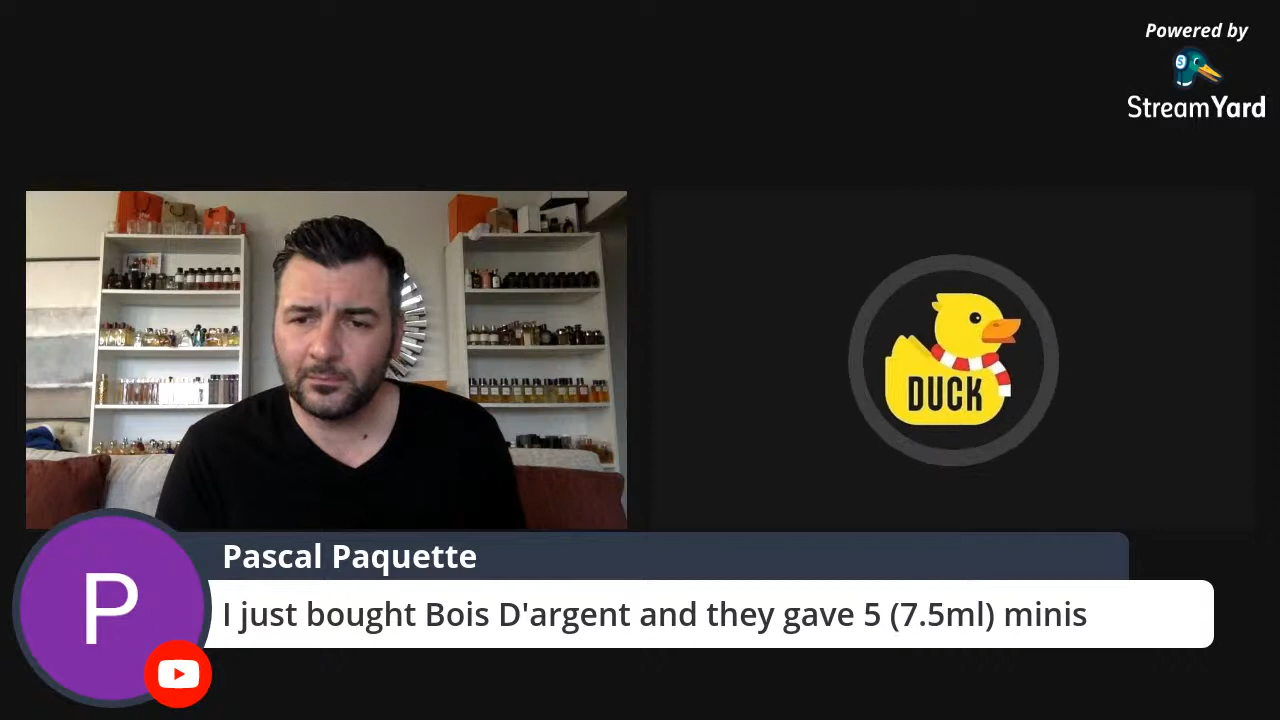 Powered by
StreamYard
DUCK
Pascal Paquette
P
I just bought Bois D'argent and they gave 5 (7.5ml) minis